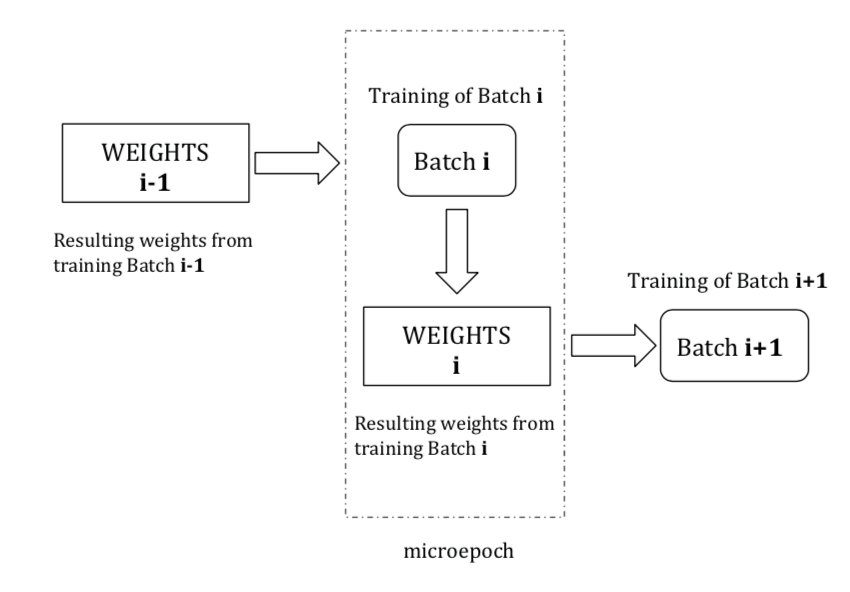 Training of Batch i
WEIGHTS
i-1
Batch i
Resulting weights from
training Batch i-1
Training of Batch i+1
WEIGHTS
i
Batch i+1
Resulting weights from
training Batch i
microepoch